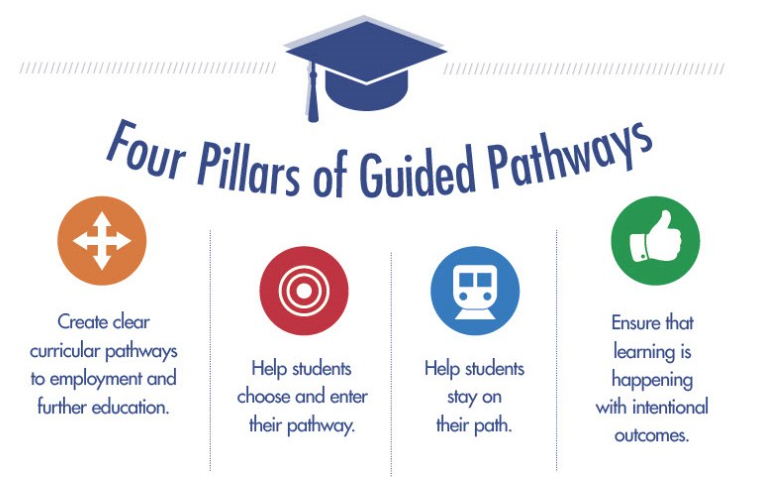 Four Pillars of Guided Pathways
Create clear
curricular pathways
to employment and
further education.
Help students
choose and enter
their pathway.
Help students
stay on
their path.
Ensure that
learning is
happening
with intentional
outcomes.